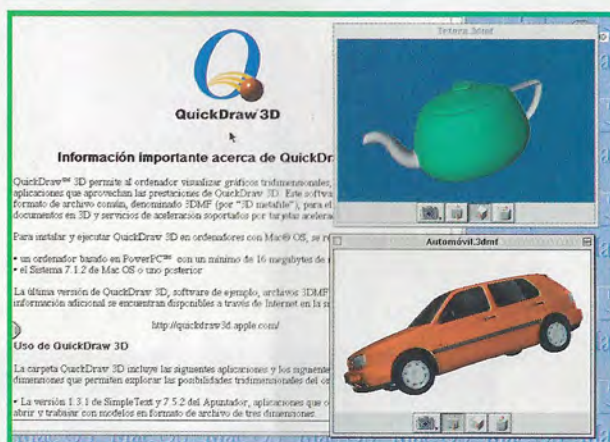 QuickDraw™ 3D
Información importante acerca de QuickDr
QuickDraw™ 3D permite al ordenador visualizar gráficos tridimensionales,
aplicaciones que aprovechan las prestaciones de QuickDraw 3D. Este softwa
formato de archivo común, denominado 3DMF (por "3D metafile"), para el
documentos en 3D y servicios de aceleración soportados por tarjetas acelera
Para instalar y ejecutar QuickDraw 3D en ordenadores con Mac® OS, se re
• un ordenador basado en PowerPC™ con un mínimo de 16 megabytes de
• el Sistema 7.1.2 de Mac OS o uno posterior
La última versión de QuickDraw 3D, software de ejemplo, archivos 3DMF
información adicional se encuentran disponibles a través de Internet en la s
http://quickdraw3d.apple.com/
Uso de QuickDraw 3D
La carpeta QuickDraw 3D incluye las siguientes aplicaciones y los siguiente
dimensiones que permiten explorar las posibilidades tridimensionales del or
• La versión 1.3.1 de SimpleText y 7.5.2 del Apuntador, aplicaciones que
abrir y trabajar con modelos en formato de archivo de tres dimensiones.
Tetera.3dmf
Automóvil.3dmf